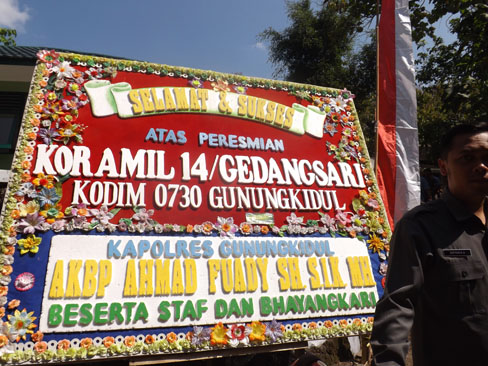 SELAMAT & SUKSES
ATAS PERESMIAN
KORAMIL 14/GEDANGSARI
KODIM 0730 GUNUNGKIDUL
KAPOLRES GUNUNGKIDUL
AKBP AHMAD FUADY SH. S.I.K MH
BESERTA STAF DAN BHAYANGKARI